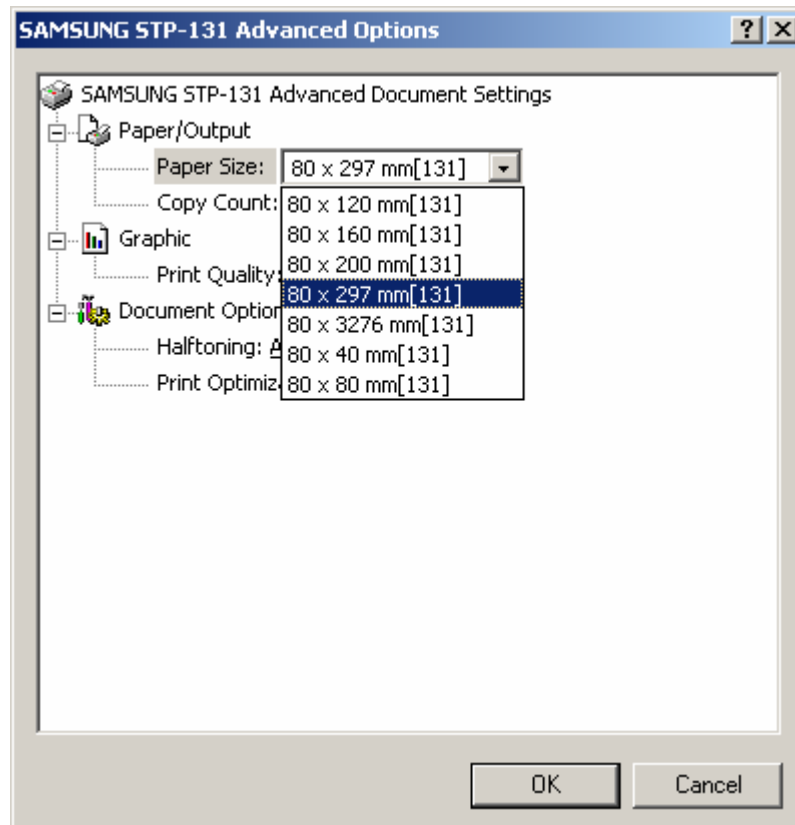 SAMSUNG STP-131 Advanced Options
SAMSUNG STP-131 Advanced Document Settings
Paper/Output
Paper Size: 80 x 297 mm[131]
Copy Count:
80 x 120 mm[131]
Graphic
80 x 160 mm[131]
80 x 200 mm[131]
Print Quality:
80 x 297 mm[131]
Document Option
80 x 3276 mm[131]
Halftoning:
80 x 40 mm[131]
Print Optimiz
80 x 80 mm[131]
OK Cancel